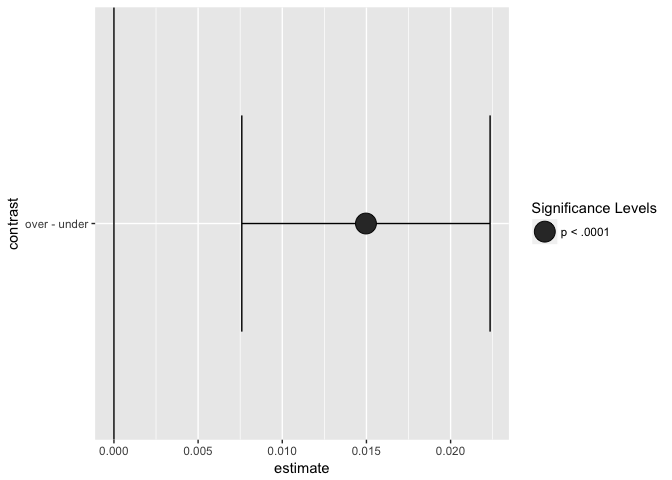 contrast
over - under
0.000 0.005 0.010 0.015 0.020
estimate
Significance Levels
p < .0001